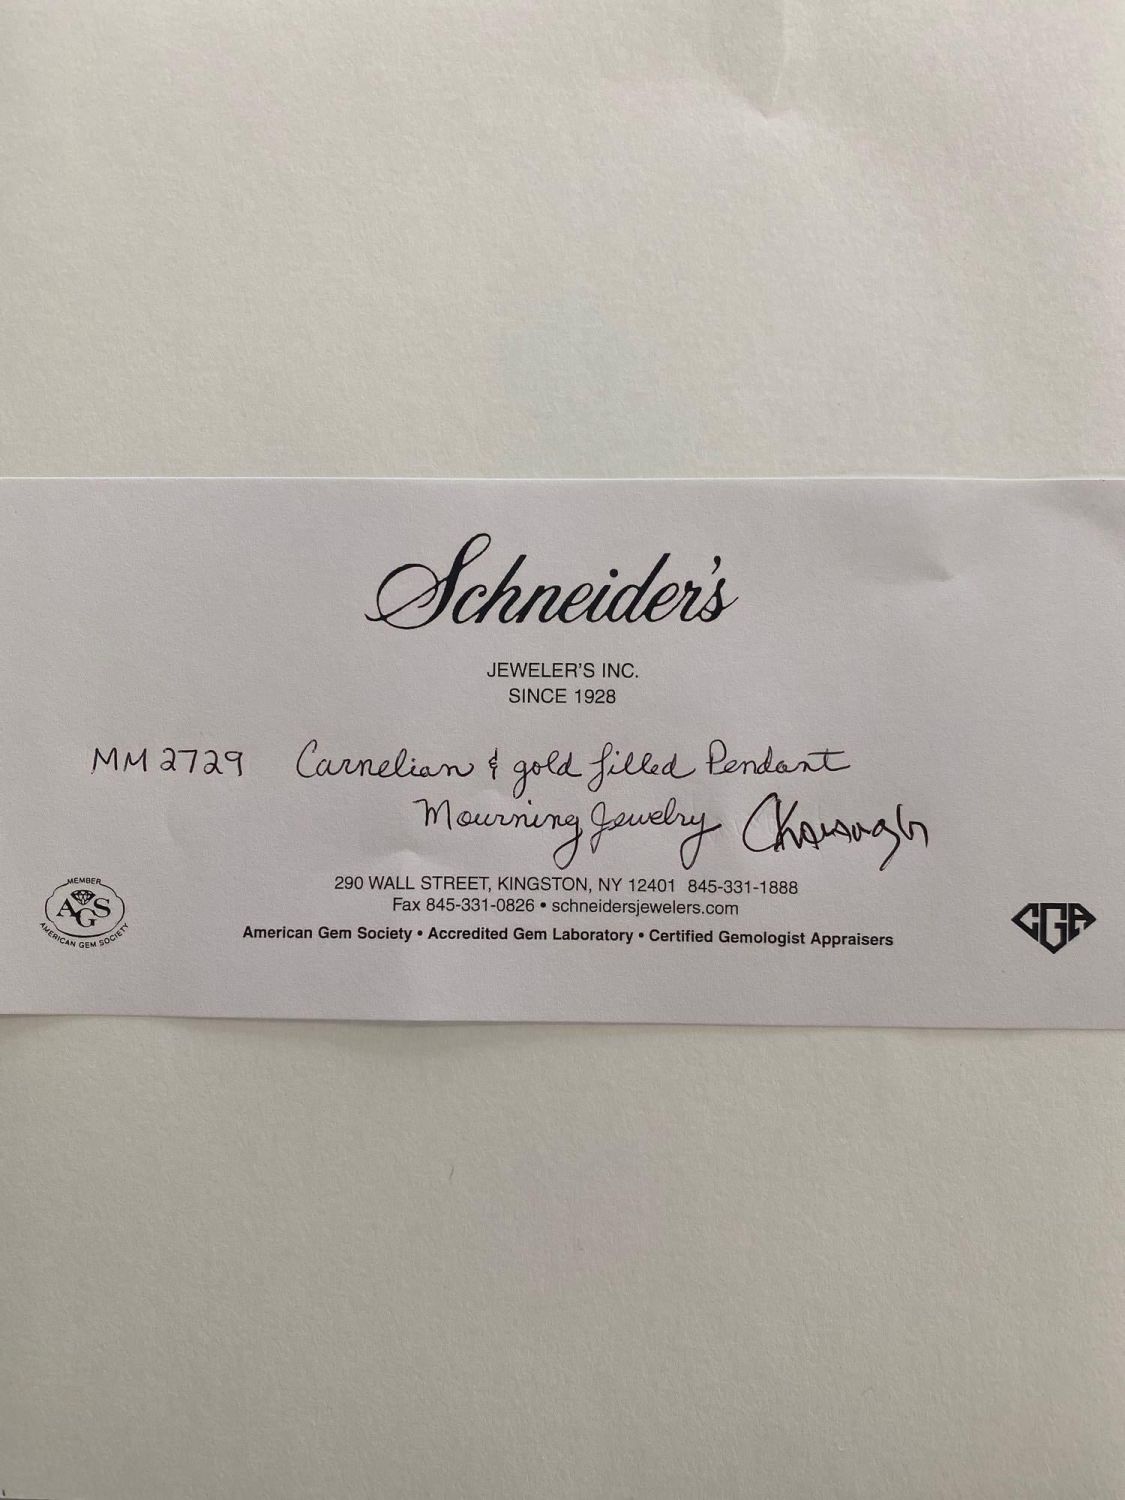 Schneider's
JEWELER'S INC.
SINCE 1928
MM 2729 Carnelian & gold filled Pendant
Mourning Jewelry
290 WALL STREET, KINGSTON, NY 12401 845-331-1888
Fax 845-331-0826 • schneidersjewelers.com
American Gem Society • Accredited Gem Laboratory • Certified Gemologist Appraisers
MEMBER
AGS
AMERICAN GEM SOCIETY
CGA